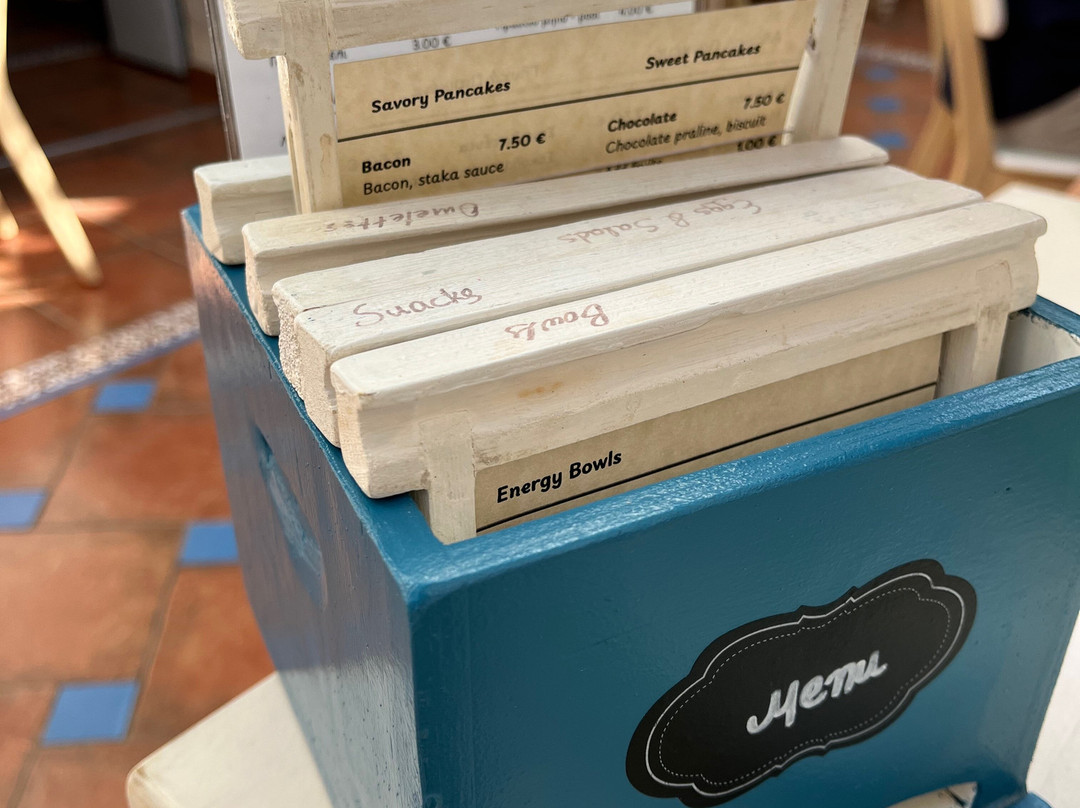 3.00 €
Savory Pancakes
Sweet Pancakes
Bacon 7.50 €
Bacon, staka sauce
Chocolate 7.50 €
Chocolate praline, biscuit
Omelettes
Eggs & Salads
Snacks
Bowls
Energy Bowls
Menu